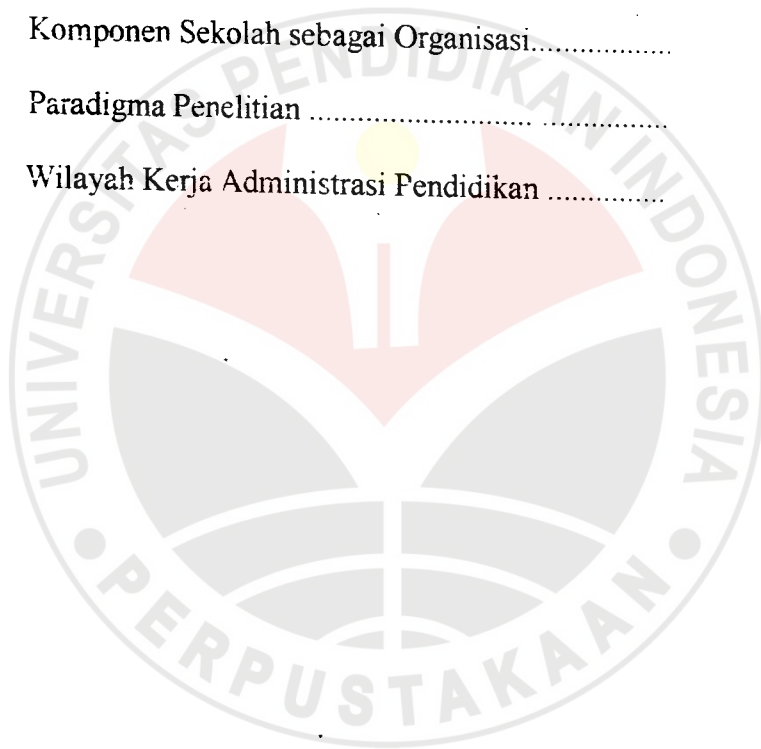 Komponen Sekolah sebagai Organisasi..................
Paradigma Penelitian ............................ ................
Wilayah Kerja Administrasi Pendidikan ...............
UNIVERSITAS PENDIDIKAN INDONESIA
PERPUSTAKAAN